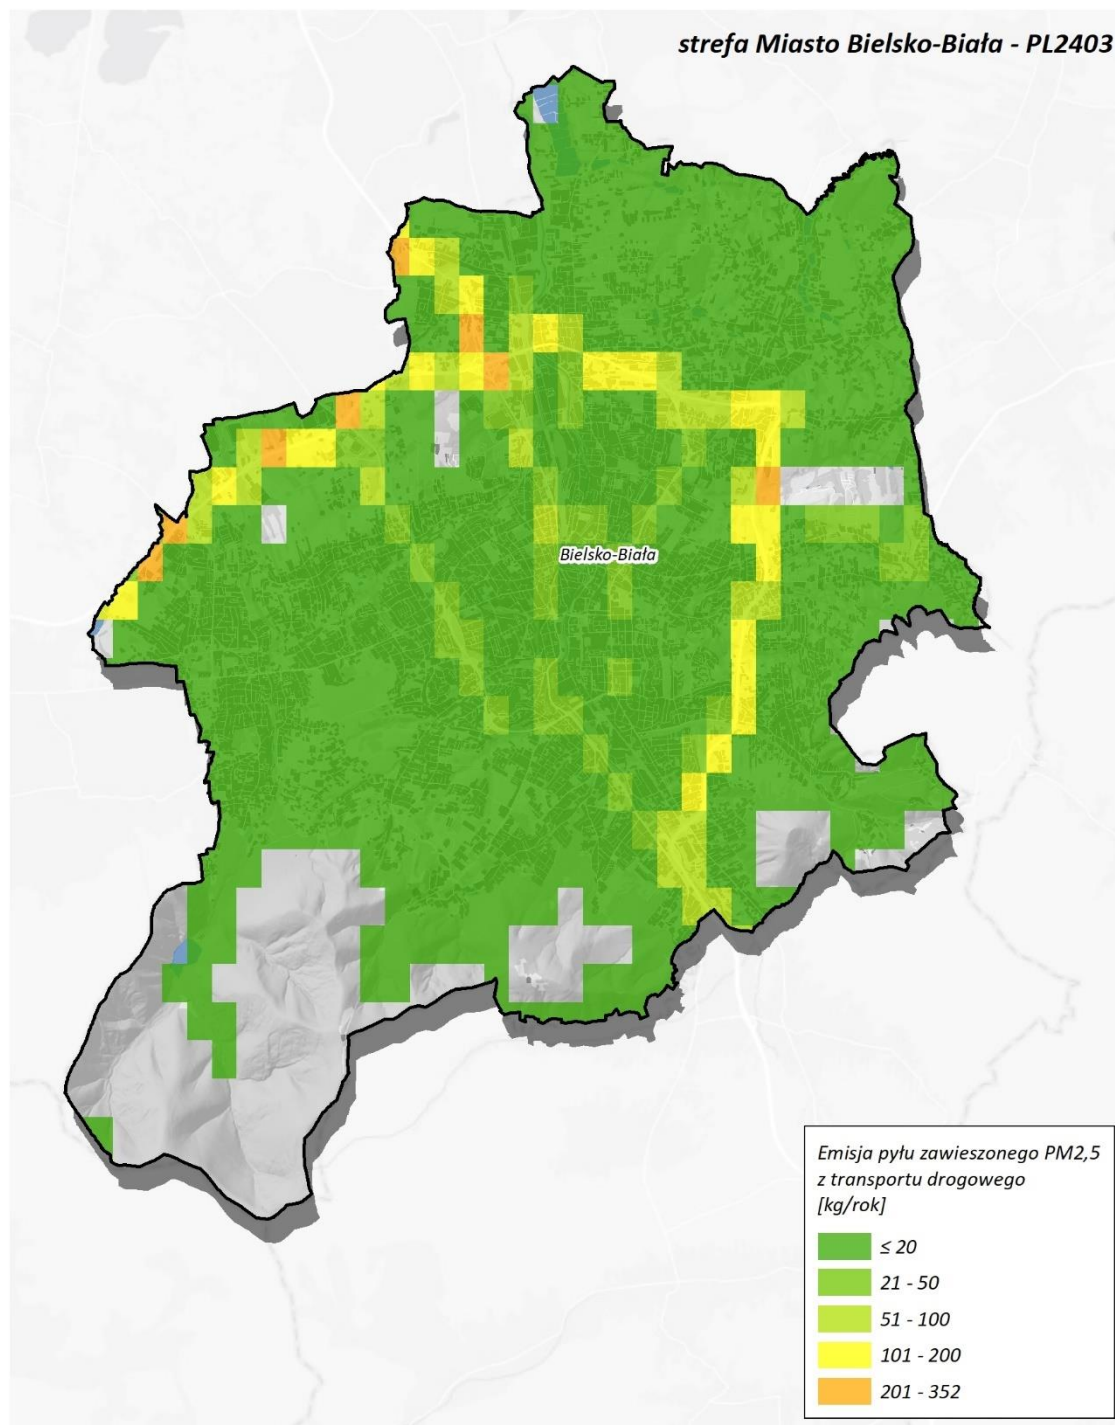 strefa Miasto Bielsko-Biała - PL2403
Bielsko-Biała
Emisja pyłu zawieszonego PM2,5
z transportu drogowego
[kg/rok]
≤ 20
21 - 50
51 - 100
101 - 200
201 - 352